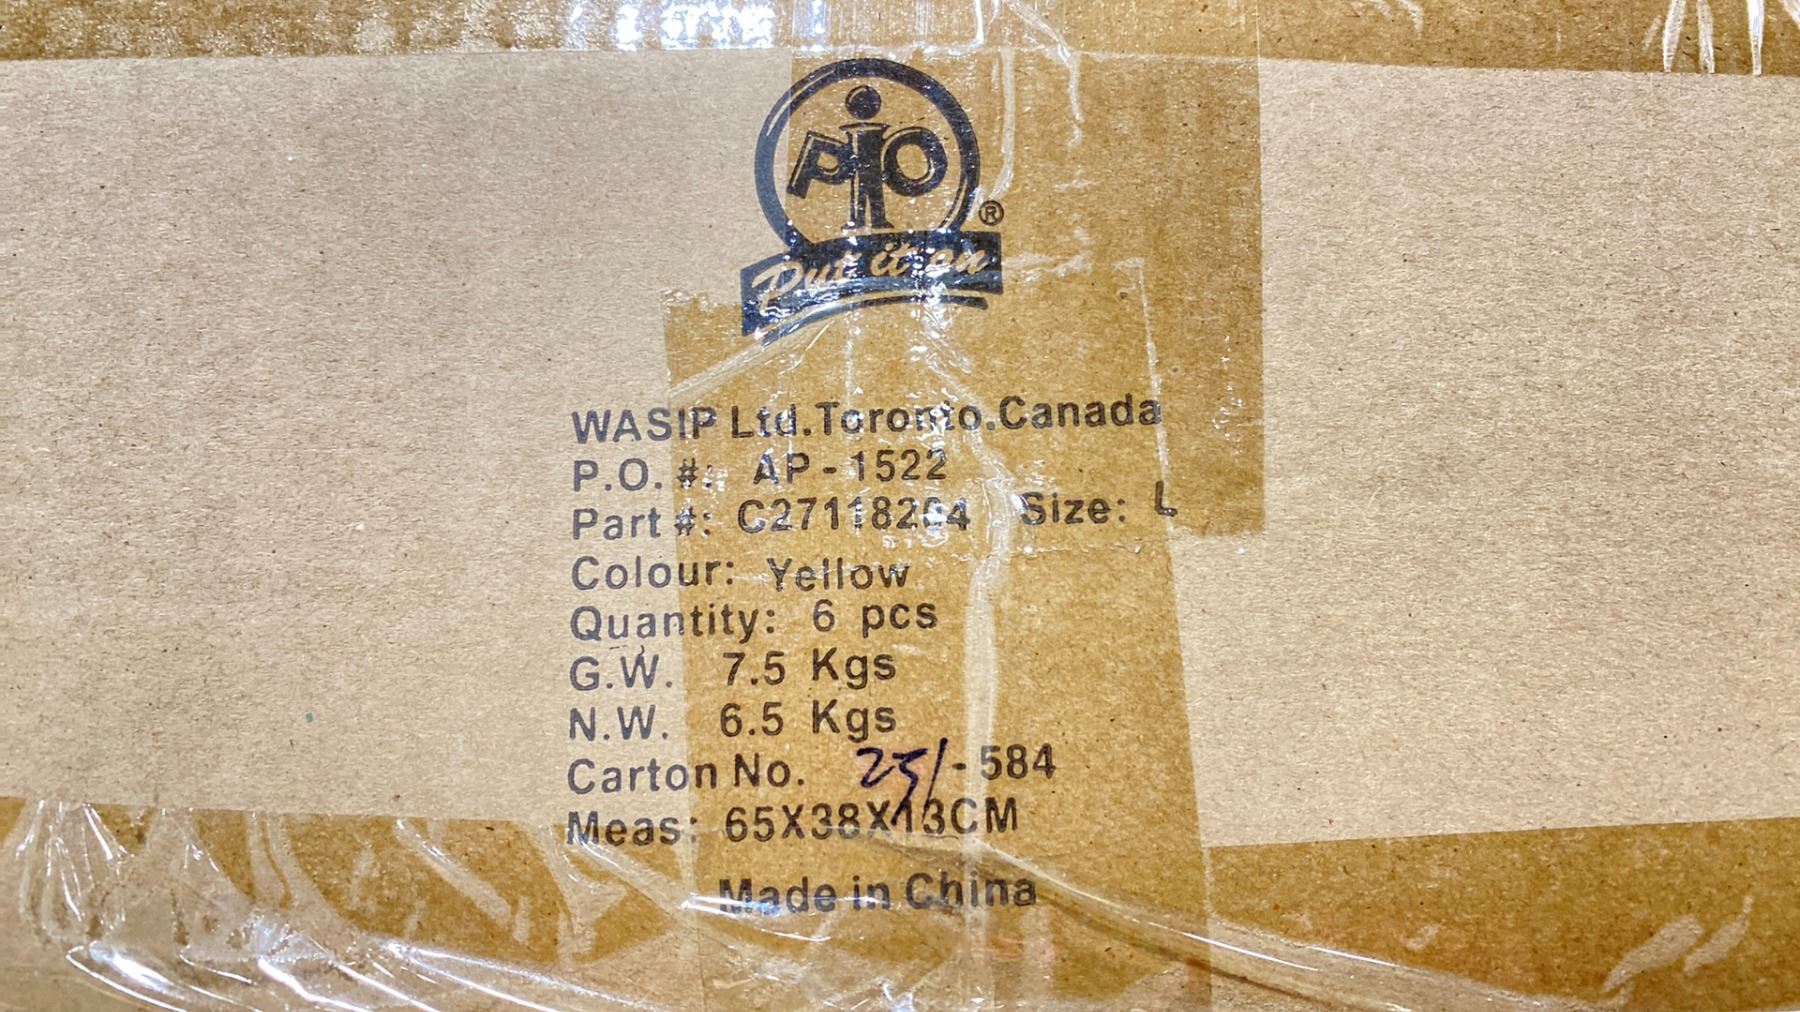 PIO
®
Put it on
WASIP Ltd.Toronto.Canada
P.O. #: AP-1522
Part #: C27118204 Size: L
Colour: Yellow
Quantity: 6 pcs
G.W. 7.5 Kgs
N.W. 6.5 Kgs
Carton No. 251-584
Meas: 65X38X13CM
Made in China